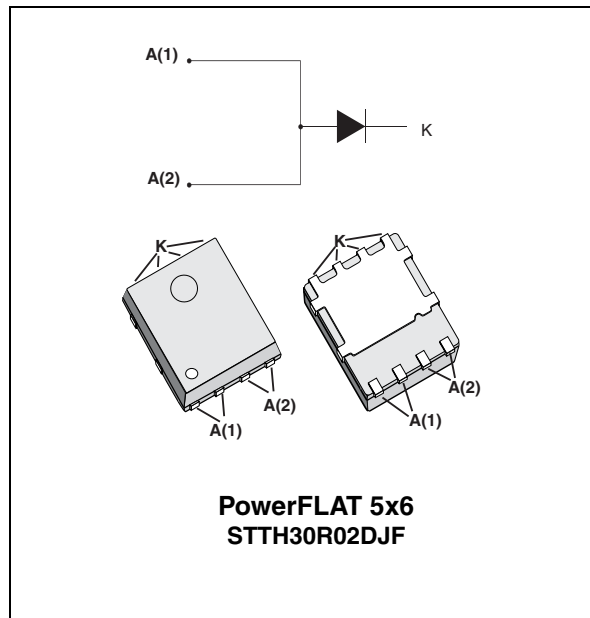 A(1)
K
A(2)
K
K
A(2)
A(2)
A(1)
A(1)
PowerFLAT 5x6
STTH30R02DJF